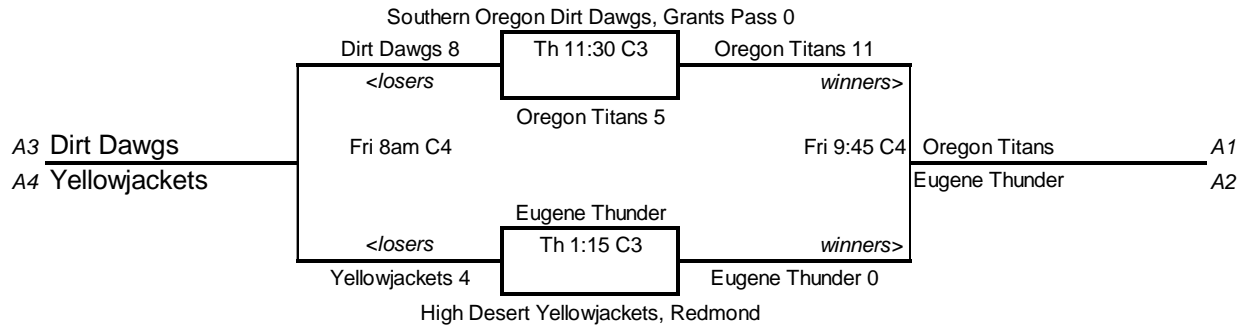 Southern Oregon Dirt Dawgs, Grants Pass 0
Dirt Dawgs 8 Th 11:30 C3 Oregon Titans 11
<losers winners>
Oregon Titans 5
A3 Dirt Dawgs Fri 8am C4 Fri 9:45 C4 Oregon Titans A1
A4 Yellowjackets Eugene Thunder A2
Eugene Thunder
<losers Th 1:15 C3 winners>
Yellowjackets 4 Eugene Thunder 0
High Desert Yellowjackets, Redmond